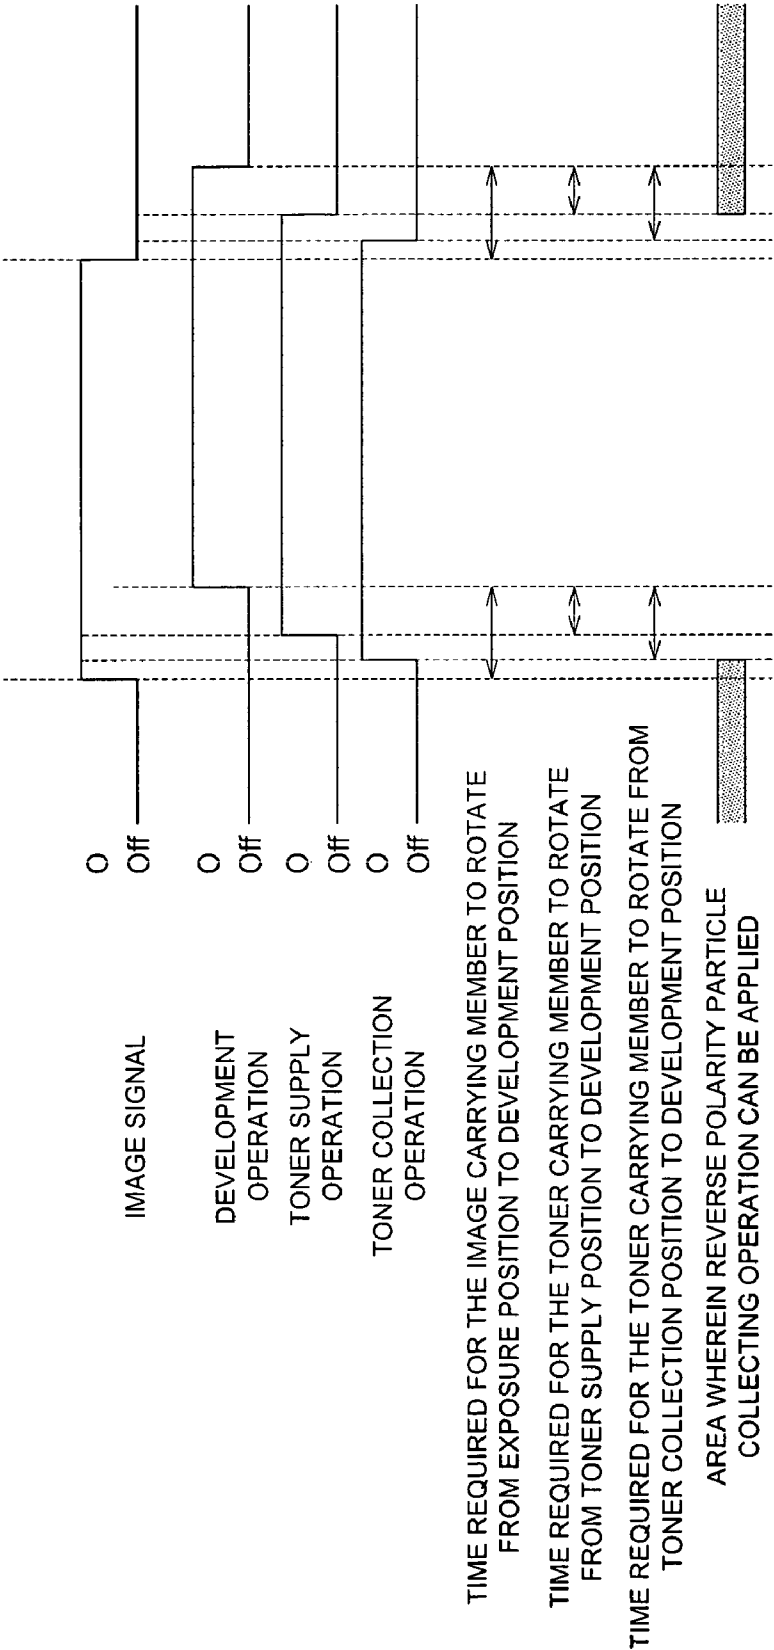 IMAGE SIGNAL
O
Off
DEVELOPMENT
OPERATION
O
Off
TONER SUPPLY
OPERATION
O
Off
TONER COLLECTION
OPERATION
O
Off
TIME REQUIRED FOR THE IMAGE CARRYING MEMBER TO ROTATE
FROM EXPOSURE POSITION TO DEVELOPMENT POSITION
TIME REQUIRED FOR THE TONER CARRYING MEMBER TO ROTATE
FROM TONER SUPPLY POSITION TO DEVELOPMENT POSITION
TIME REQUIRED FOR THE TONER CARRYING MEMBER TO ROTATE FROM
TONER COLLECTION POSITION TO DEVELOPMENT POSITION
AREA WHEREIN REVERSE POLARITY PARTICLE
COLLECTING OPERATION CAN BE APPLIED